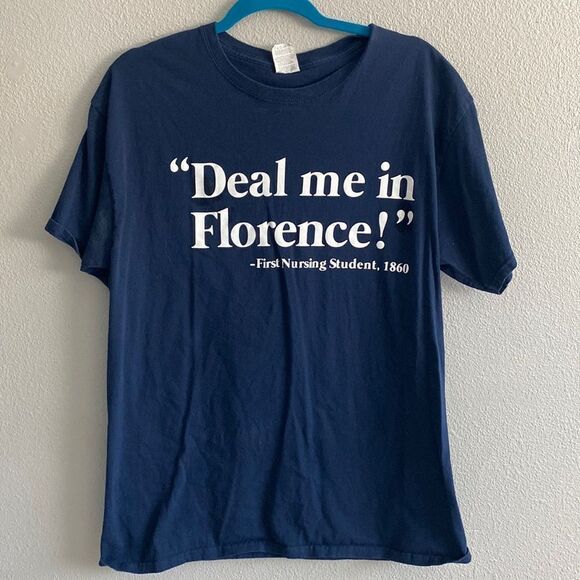 “Deal me in
Florence!”
–First Nursing Student, 1860